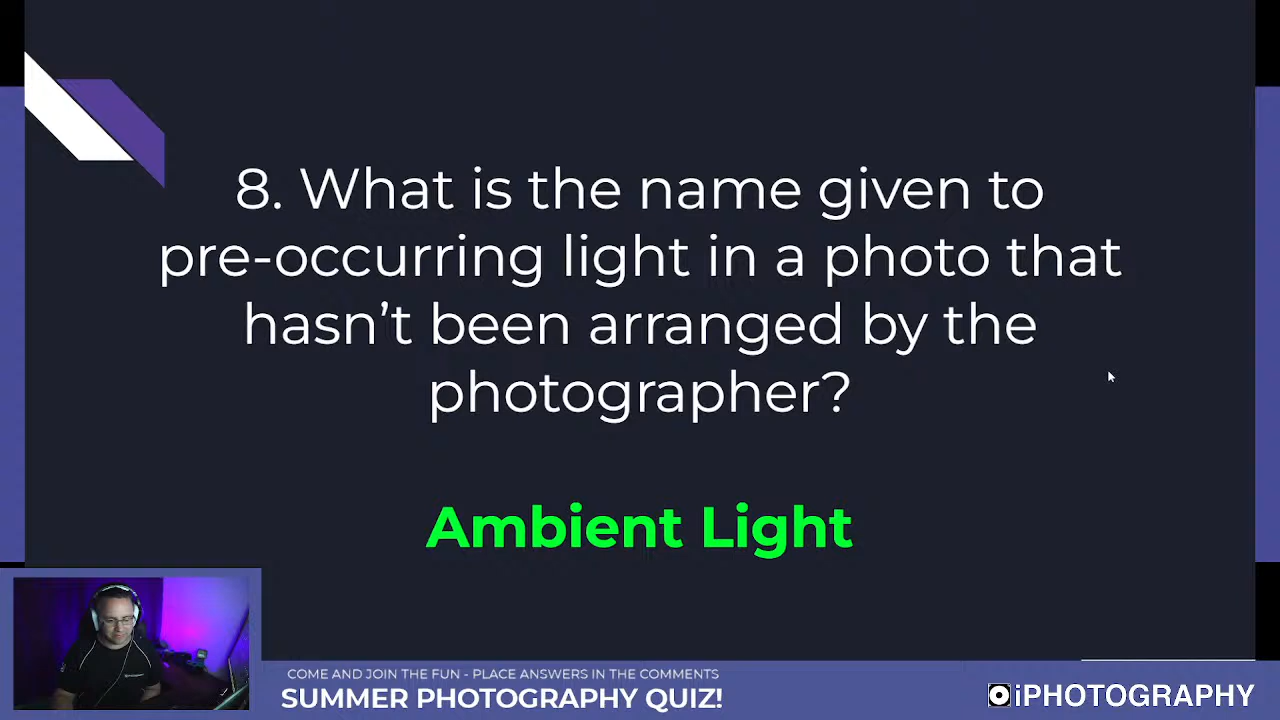 8. What is the name given to
pre-occurring light in a photo that
hasn’t been arranged by the
photographer?
Ambient Light
COME AND JOIN THE FUN - PLACE ANSWERS IN THE COMMENTS
SUMMER PHOTOGRAPHY QUIZ!
iPHOTOGRAPHY